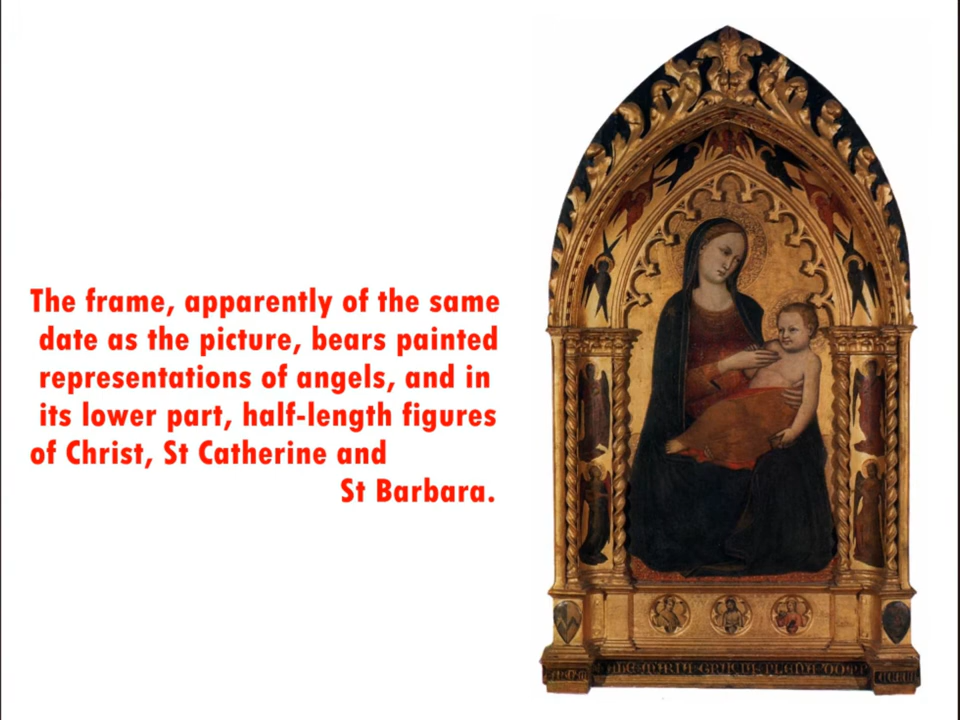 The frame, apparently of the same
date as the picture, bears painted
representations of angels, and in
its lower part, half-length figures
of Christ, St Catherine and
St Barbara.